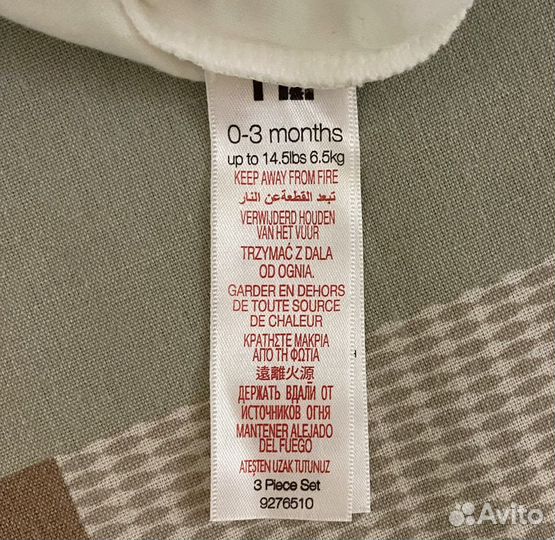 0-3 months
up to 14.5lbs 6.5kg
KEEP AWAY FROM FIRE
تبعد القطعة عن النار
VERWIJDERD HOUDEN
VAN HET VUUR
TRZYMAĆ Z DALA
OD OGNIA.
GARDER EN DEHORS
DE TOUTE SOURCE
DE CHALEUR
ΚΡΑΤΗΣΤΕ ΜΑΚΡΙΑ
ΑΠΟ ΤΗ ΦΩΤΙΑ
遠離火源
ДЕРЖАТЬ ВДАЛИ ОТ
ИСТОЧНИКОВ ОГНЯ
MANTENER ALEJADO
DEL FUEGO
ATEŞTEN UZAK TUTUNUZ
3 Piece Set
9276510
Avito